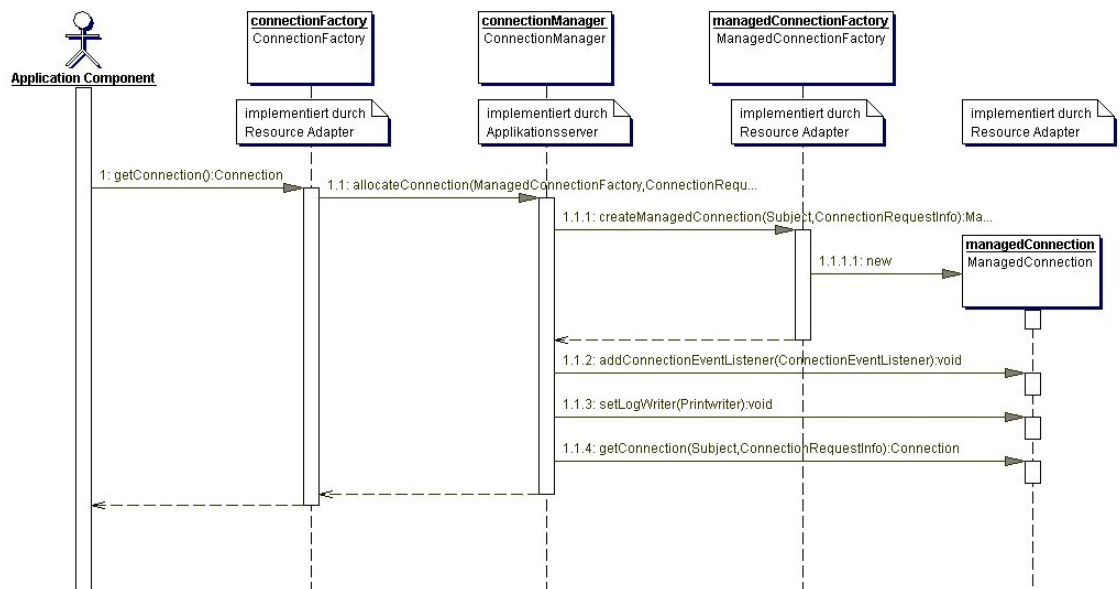 connectionFactory
ConnectionFactory
connectionManager
ConnectionManager
managedConnectionFactory
ManagedConnectionFactory
Application Component
implementiert durch
Resource Adapter
implementiert durch
Applikationsserver
implementiert durch
Resource Adapter
implementiert durch
Resource Adapter
1: getConnection():Connection
1.1: allocateConnection(ManagedConnectionFactory,ConnectionRequ...
1.1.1: createManagedConnection(Subject,ConnectionRequestInfo):Ma...
managedConnection
ManagedConnection
1.1.1.1: new
1.1.2: addConnectionEventListener(ConnectionEventListener):void
1.1.3: setLogWriter(Printwriter):void
1.1.4: getConnection(Subject,ConnectionRequestInfo):Connection